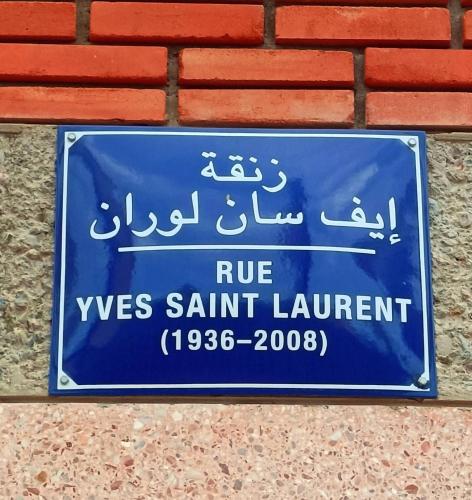 زنقة
إيف سان لوران
RUE
YVES SAINT LAURENT
(1936–2008)